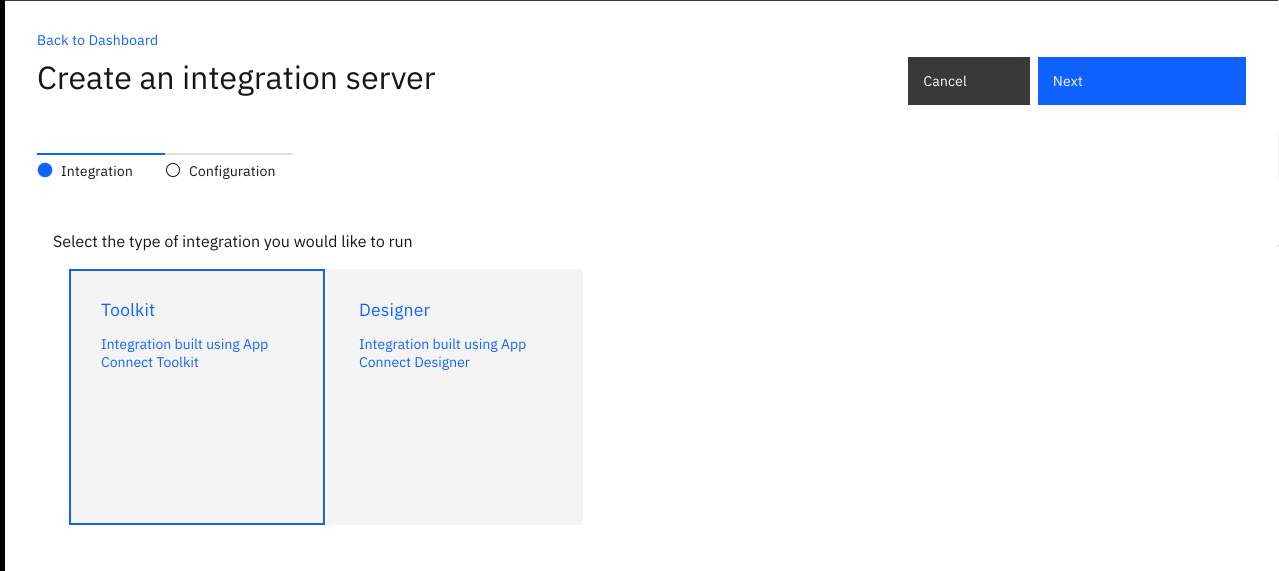 Back to Dashboard
Create an integration server
Cancel
Next
Integration
Configuration
Select the type of integration you would like to run
Toolkit
Integration built using App
Connect Toolkit
Designer
Integration built using App
Connect Designer